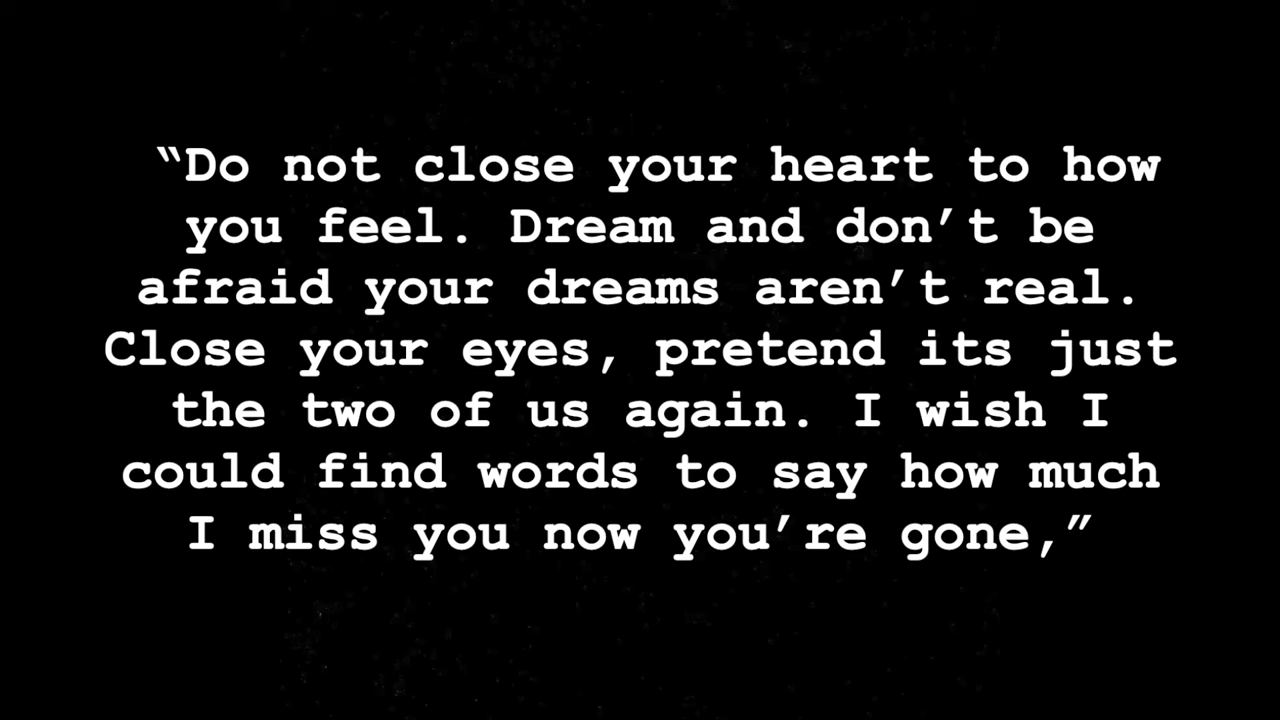 “Do not close your heart to how
you feel. Dream and don’t be
afraid your dreams aren’t real.
Close your eyes, pretend its just
the two of us again. I wish I
could find words to say how much
I miss you now you’re gone,”